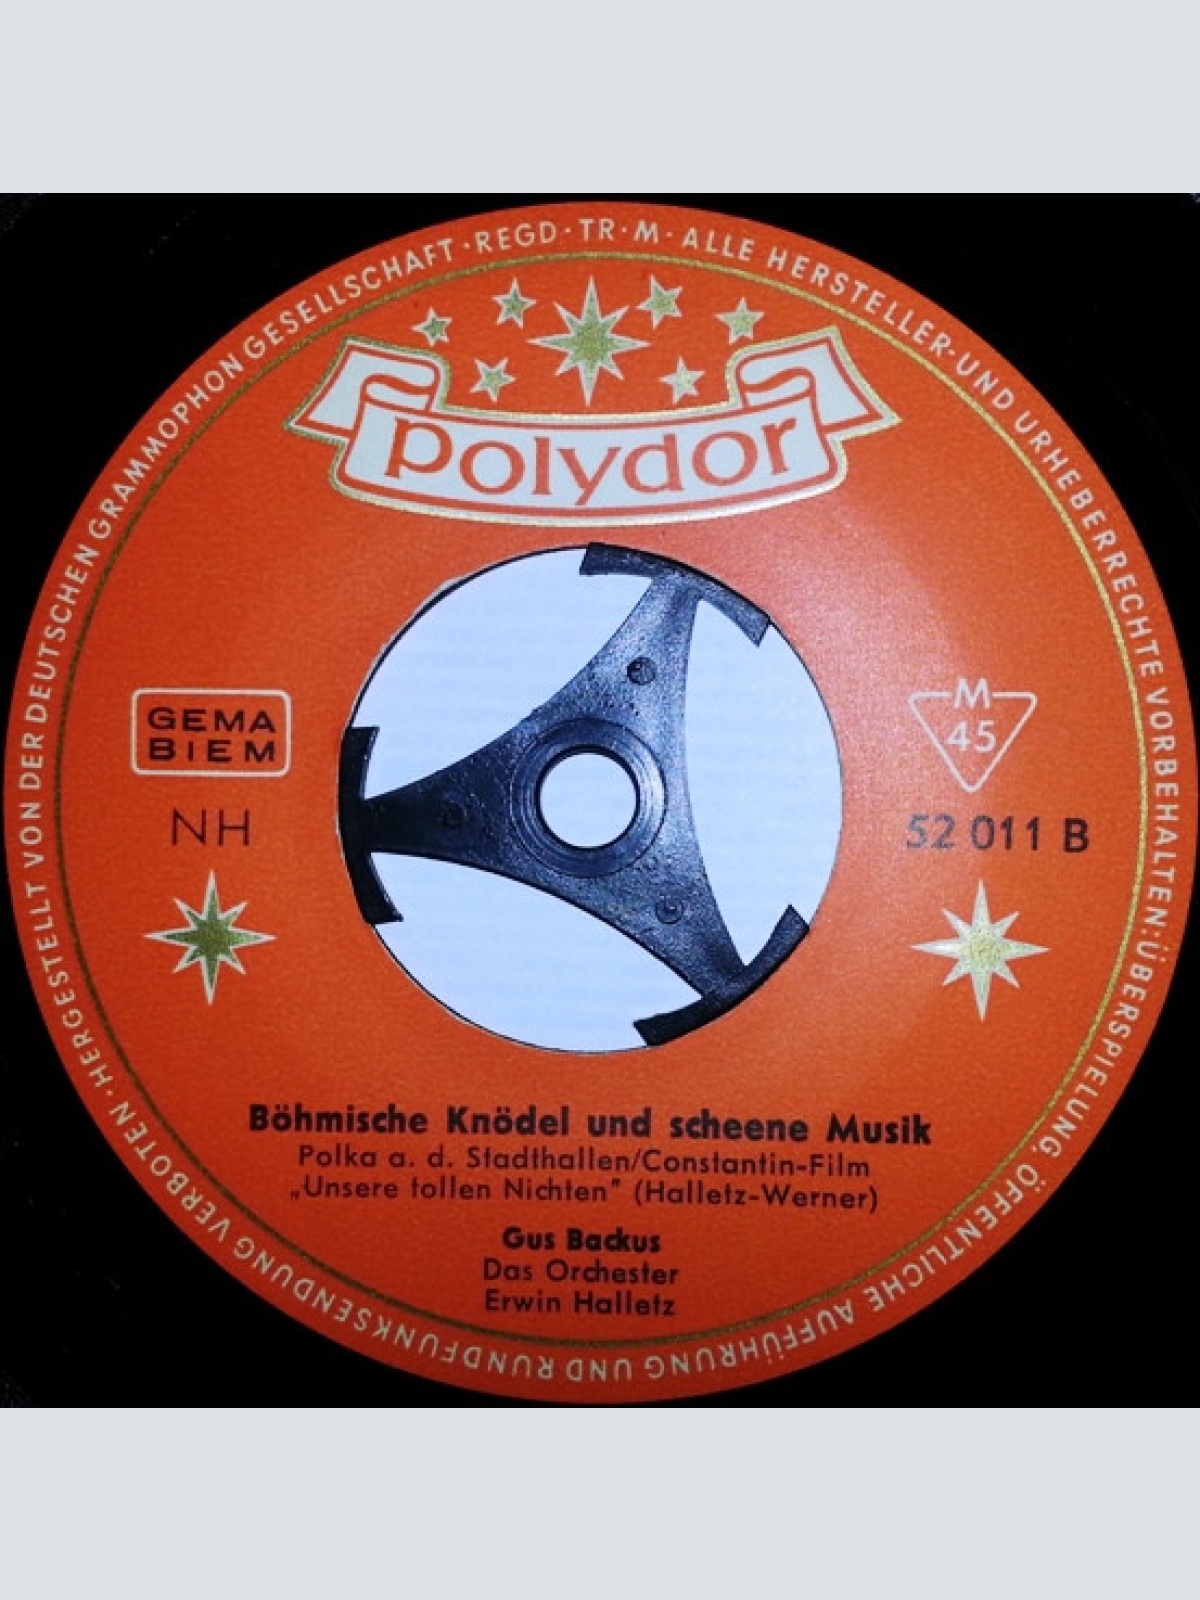 HERGESTELLT VON DER DEUTSCHEN GRAMMOPHON GESELLSCHAFT · REGD · TR · M · ALLE HERSTELLER- UND URHEBERRECHTE VORBEHALTEN: ÜBERSPIELUNG, ÖFFENTLICHE AUFFÜHRUNG UND RUNDFUNKSENDUNG VERBOTEN ·
polydor
GEMA
BIEM
NH
M
45
52 011 B
Böhmische Knödel und scheene Musik
Polka a. d. Stadthallen/Constantin-Film
„Unsere tollen Nichten" (Halletz-Werner)
Gus Backus
Das Orchester
Erwin Halletz